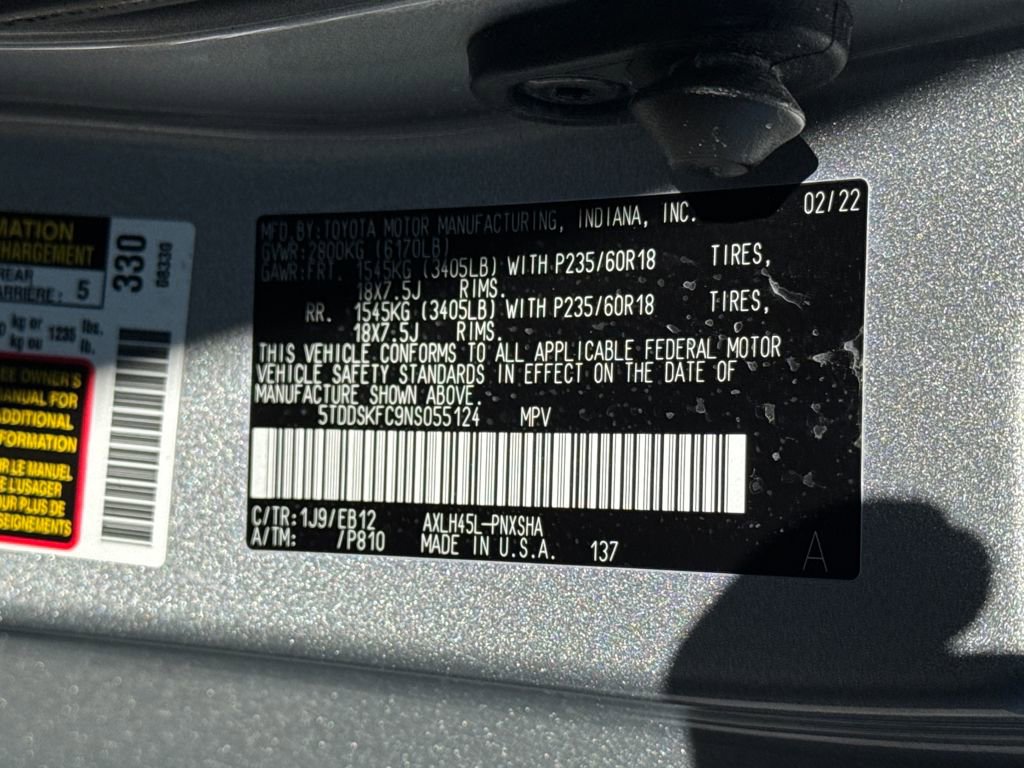 MATION
CHARGEMENT
REAR
ARRIÈRE: 5
kg or 1235 lbs.
kg ou lb.
EE OWNER'S
MANUAL FOR
ADDITIONAL
FORMATION
R LE MANUEL
E L'USAGER
OUR PLUS DE
SEIGNEMENTS
330
08330
02/22
MFD.BY:TOYOTA MOTOR MANUFACTURING, INDIANA, INC.
GVWR:2800KG (6170LB)
GAWR:FRT. 1545KG (3405LB) WITH P235/60R18 TIRES,
18X7.5J RIMS.
RR. 1545KG (3405LB) WITH P235/60R18 TIRES,
18X7.5J RIMS.
THIS VEHICLE CONFORMS TO ALL APPLICABLE FEDERAL MOTOR
VEHICLE SAFETY STANDARDS IN EFFECT ON THE DATE OF
MANUFACTURE SHOWN ABOVE.
5TDDSKFC9NS055124 MPV
C/TR:1J9/EB12 AXLH45L-PNXSHA
A/TM: /P810 MADE IN U.S.A. 137
A